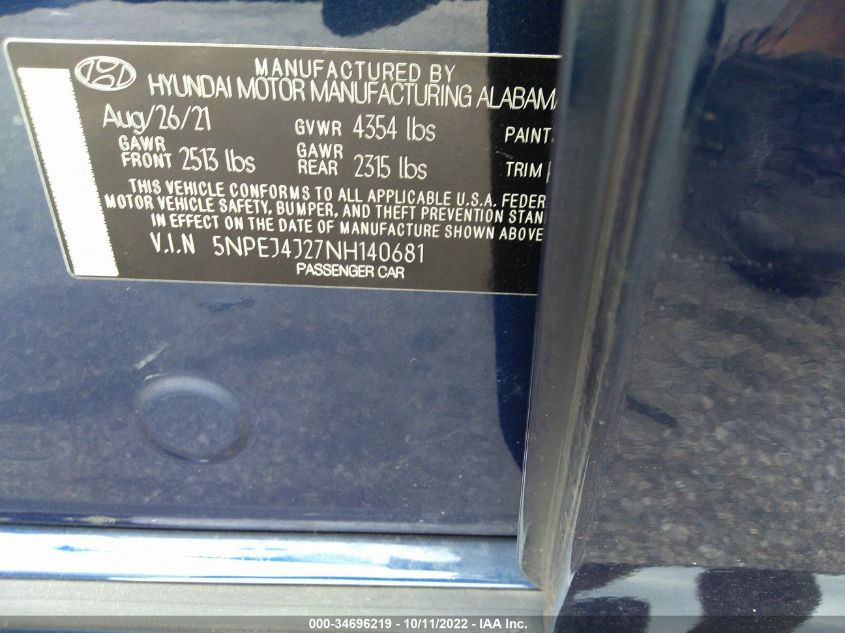 MANUFACTURED BY
HYUNDAI MOTOR MANUFACTURING ALABAMA
Aug/26/21 GVWR 4354 lbs PAINT
GAWR FRONT 2513 lbs GAWR REAR 2315 lbs TRIM
THIS VEHICLE CONFORMS TO ALL APPLICABLE U.S.A. FEDER
MOTOR VEHICLE SAFETY, BUMPER, AND THEFT PREVENTION STAN
IN EFFECT ON THE DATE OF MANUFACTURE SHOWN ABOVE
V.I.N 5NPEJ4J27NH140681
PASSENGER CAR
000-34696219 - 10/11/2022 - IAA Inc.